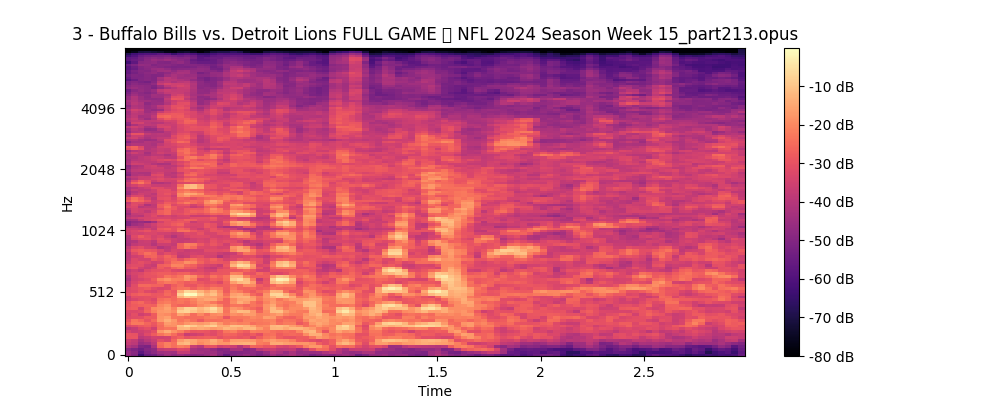 3 - Buffalo Bills vs. Detroit Lions FULL GAME ▯ NFL 2024 Season Week 15_part213.opus
Hz
4096
2048
1024
512
0
0
0.5
1
1.5
2
2.5
Time
-10 dB
-20 dB
-30 dB
-40 dB
-50 dB
-60 dB
-70 dB
-80 dB